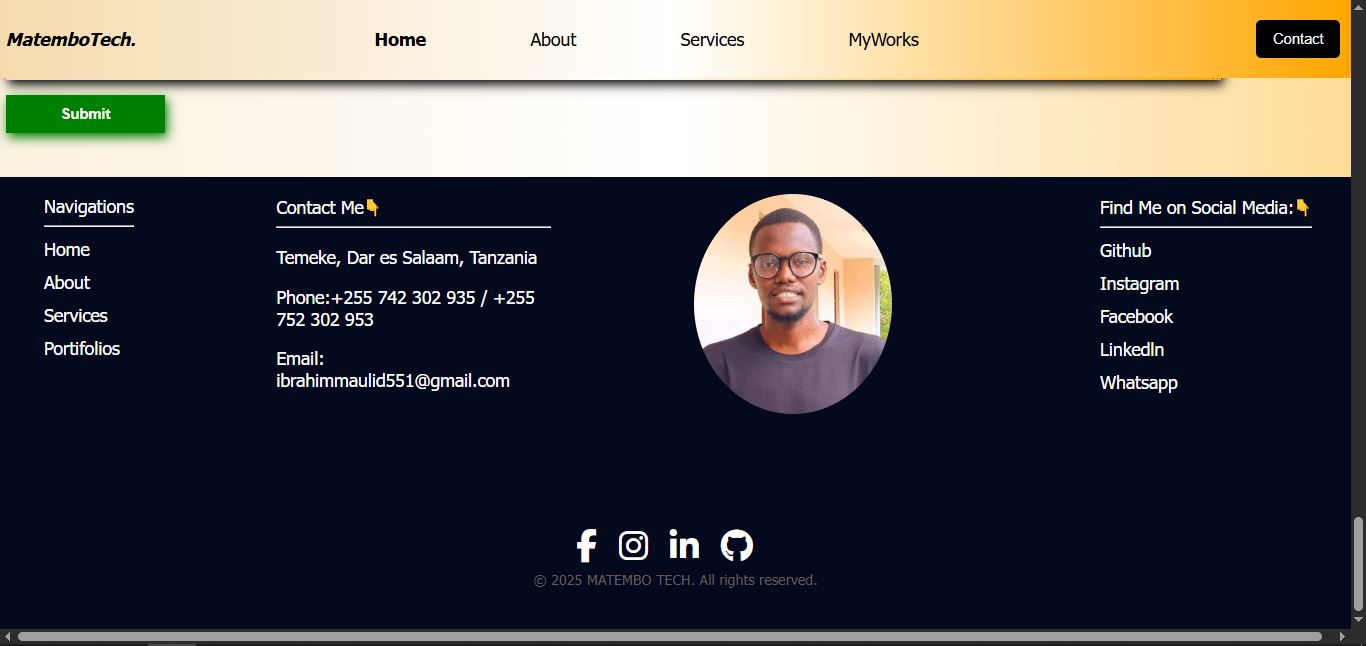 MatemboTech.
Home
About
Services
MyWorks
Contact
Submit
Navigations
Home
About
Services
Portifolios
Contact Me👇
Temeke, Dar es Salaam, Tanzania
Phone:+255 742 302 935 / +255
752 302 953
Email:
ibrahimmaulid551@gmail.com
Find Me on Social Media:👇
Github
Instagram
Facebook
Linkedln
Whatsapp
© 2025 MATEMBO TECH. All rights reserved.